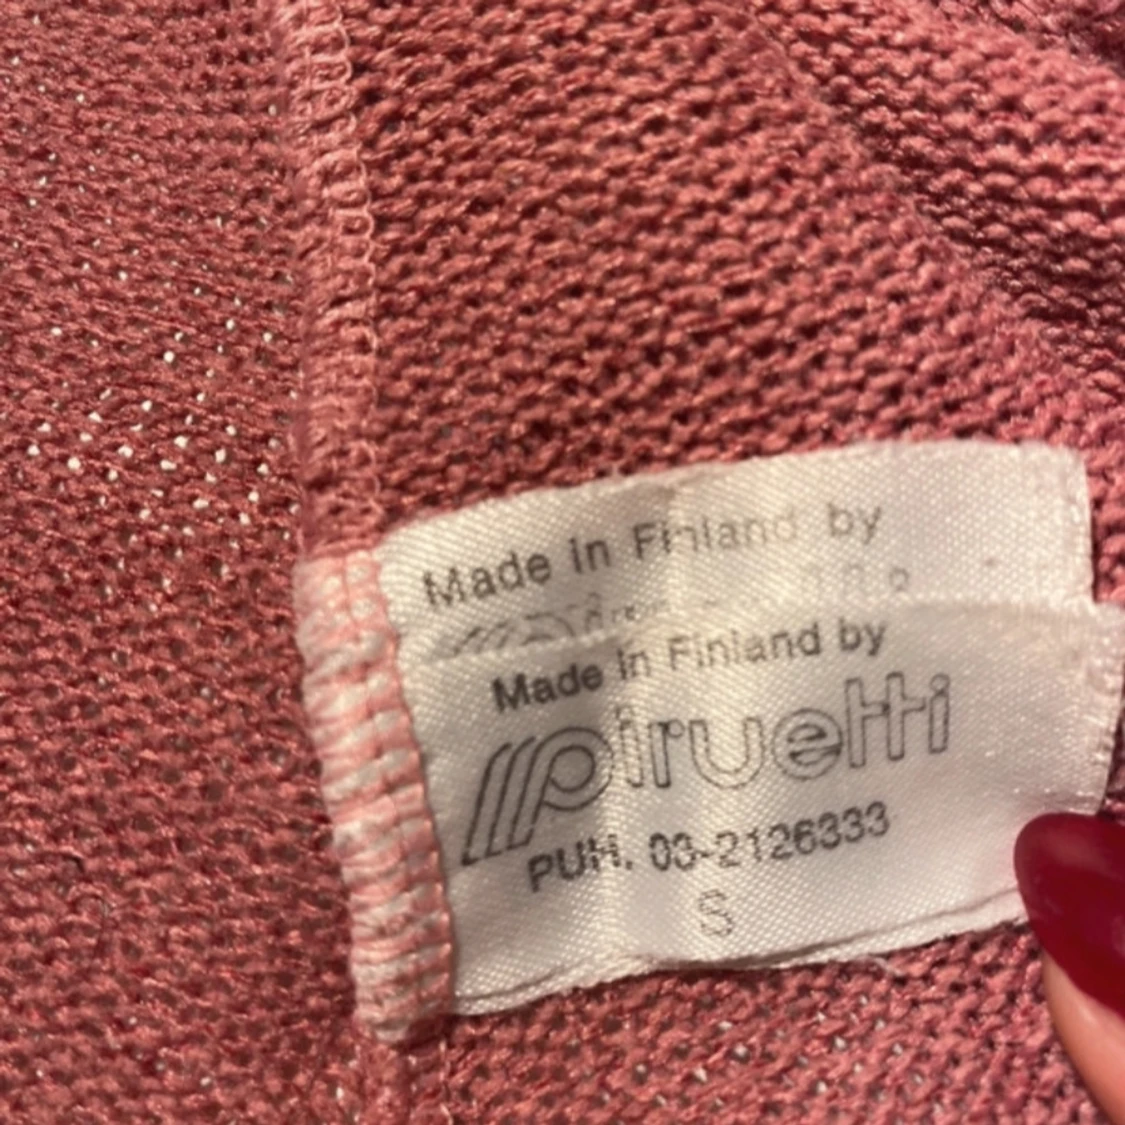 Made in Finland by
Made in Finland by
piruetti
PUH. 03-2126333
S